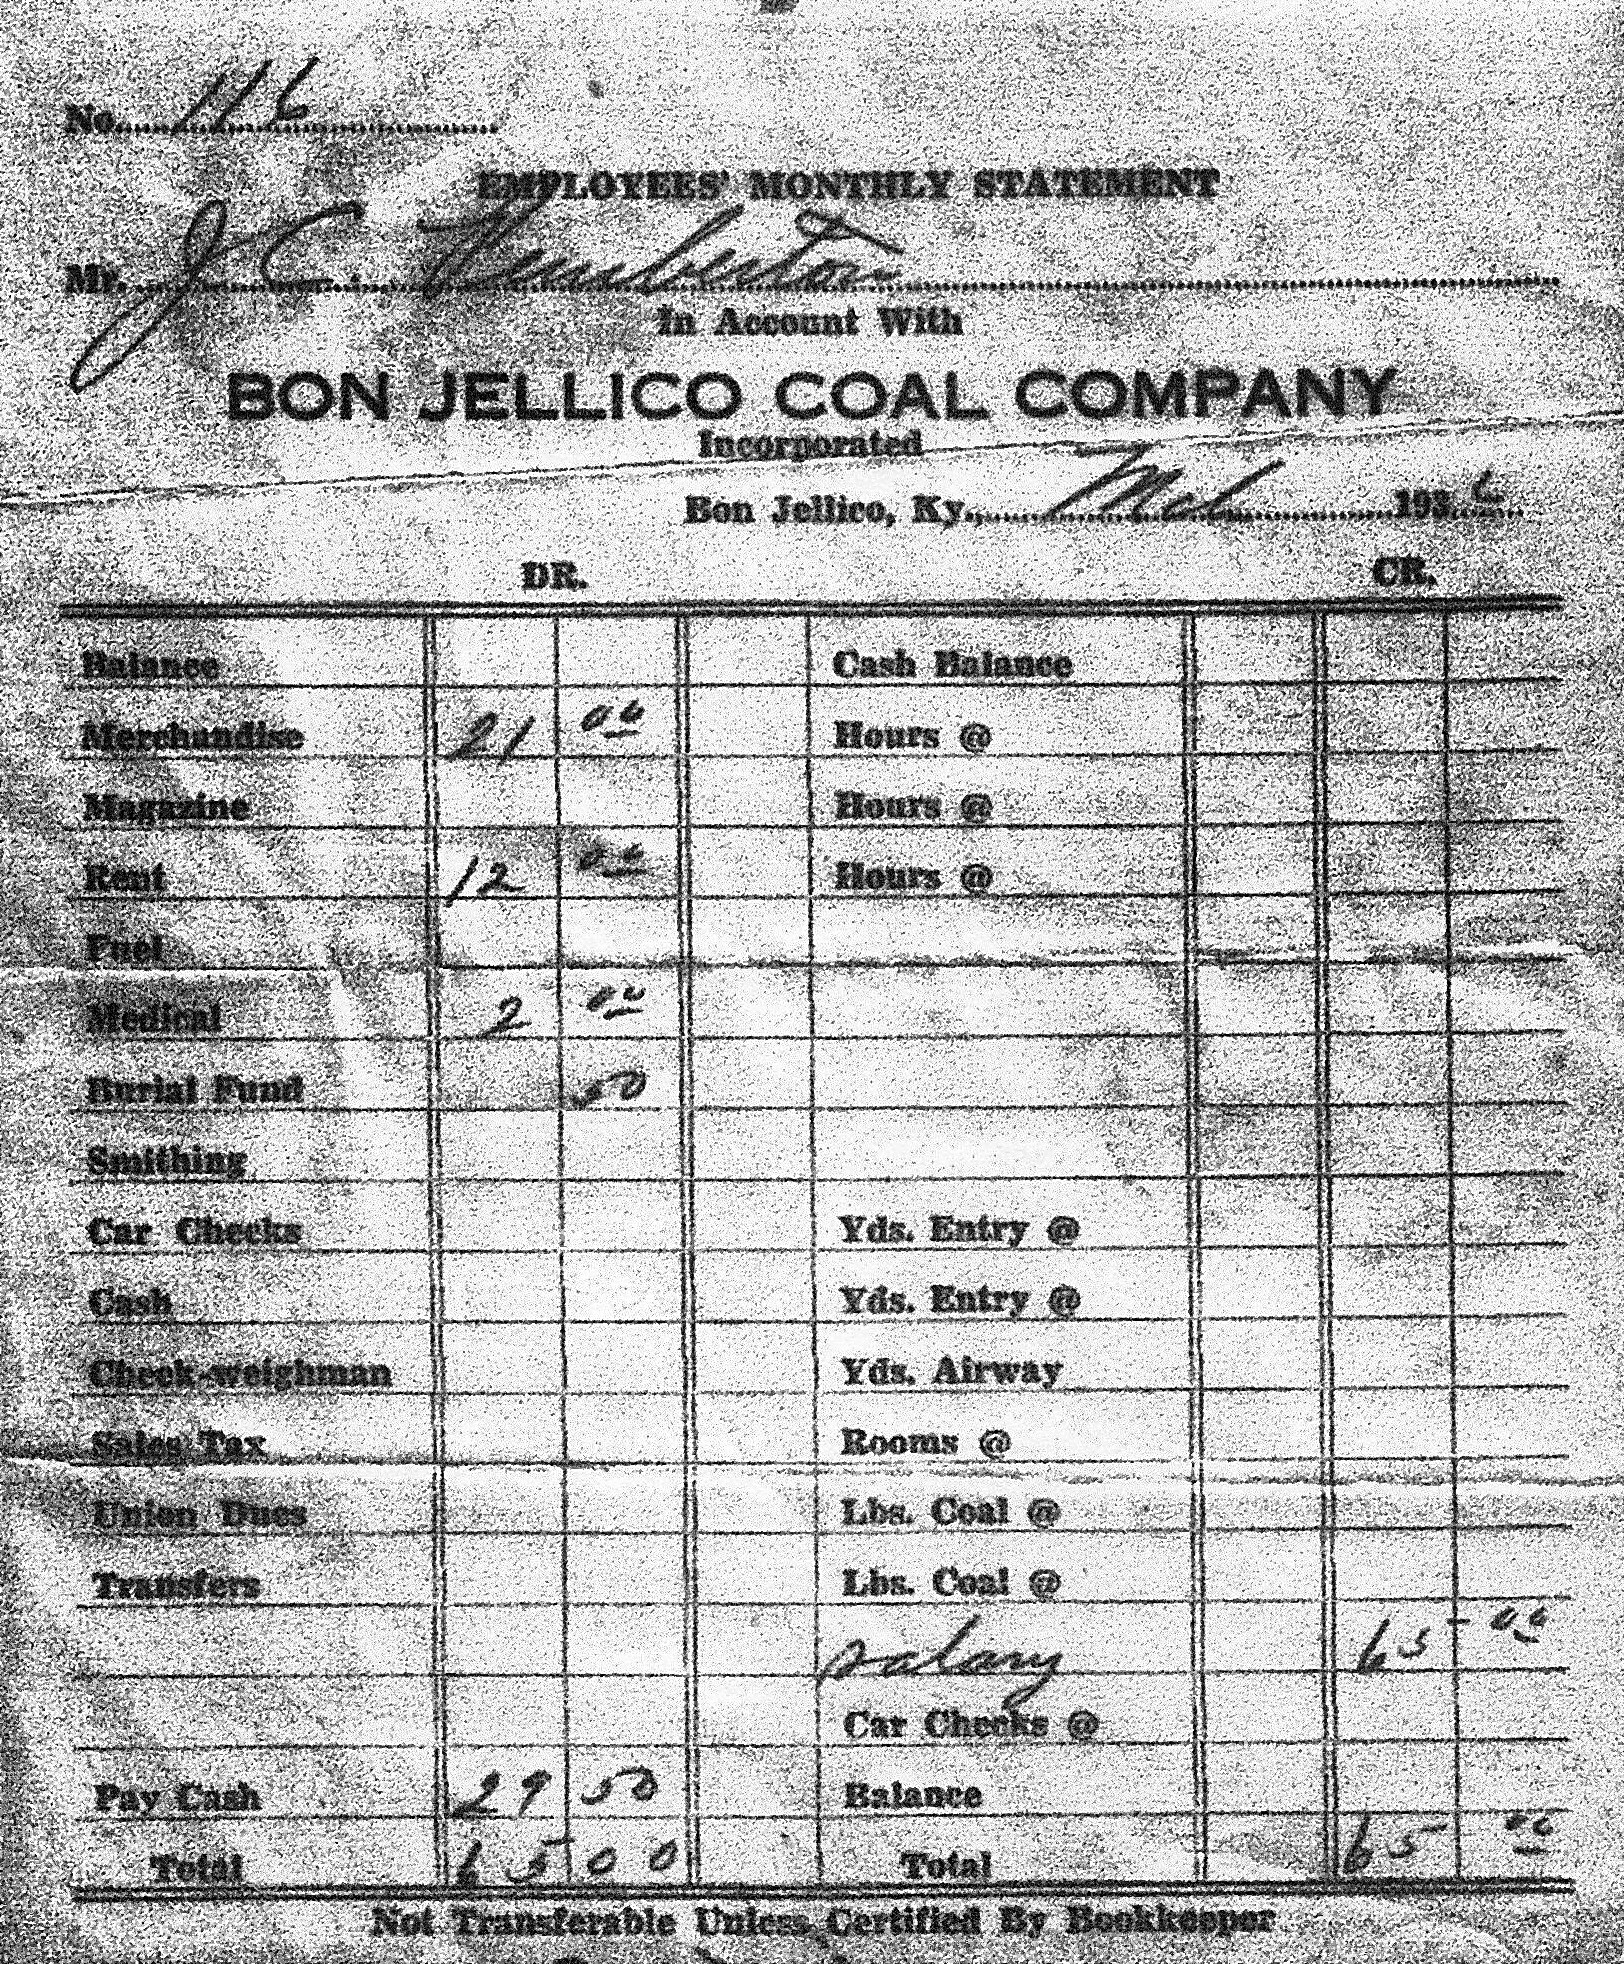 No. 116
EMPLOYEES' MONTHLY STATEMENT
Mr. J C Pemberton
In Account With
BON JELLICO COAL COMPANY
Incorporated
Bon Jellico, Ky., Mch 193
DR. CR.
Balance Cash Balance
Merchandise 21 00 Hours @
Magazine Hours @
Rent 12 00 Hours @
Fuel
Medical 2 00
Burial Fund 50
Smithing
Car Checks Yds. Entry @
Cash Yds. Entry @
Check-weighman Yds. Airway
Sales Tax Rooms @
Union Dues Lbs. Coal @
Transfers Lbs. Coal @
salary 65 00
Car Checks @
Pay Cash 29 50 Balance
Total 65 00 Total 65 00
Not Transferable Unless Certified By Bookkeeper